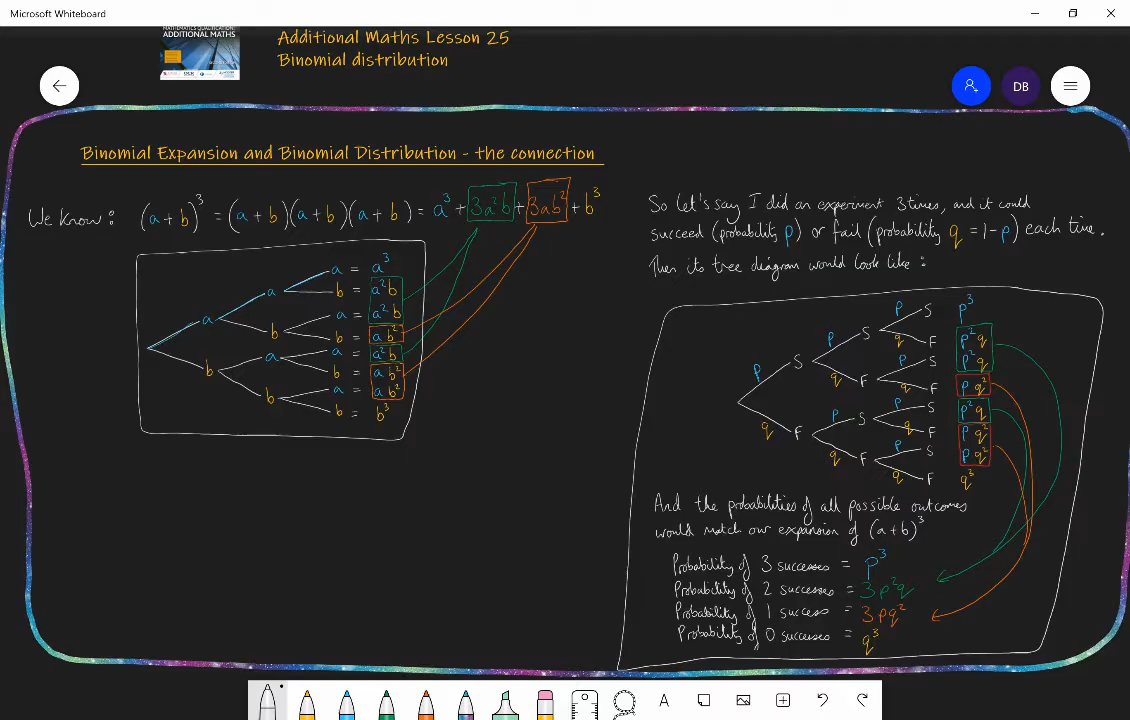 Microsoft Whiteboard
MATHEMATICS QUALIFICATION:
ADDITIONAL MATHS
Additional Maths Lesson 25
Binomial distribution
DB
Binomial Expansion and Binomial Distribution - the connection
We know: (a + b)³ = (a + b)(a + b)(a + b) = a³ + 3a²b + 3ab² + b³
a = a³
a
b = a²b
a
a = a²b
b
b = ab²
a = a²b
a
b
b = ab²
a = ab²
b
b = b³
So let's say I did an experiment 3 times, and it could
succeed (probability p) or fail (probability q = 1 - p) each time.
Then its tree diagram would look like:
p S p³
p S
q F p²q
p S
p S p²q
q F
q F pq²
p S p²q
p S
q F
q F pq²
p S pq²
q F
q F q³
And the probabilities of all possible outcomes
would match our expansion of (a + b)³
Probability of 3 successes = p³
Probability of 2 successes = 3p²q
Probability of 1 success = 3pq²
Probability of 0 successes = q³
A